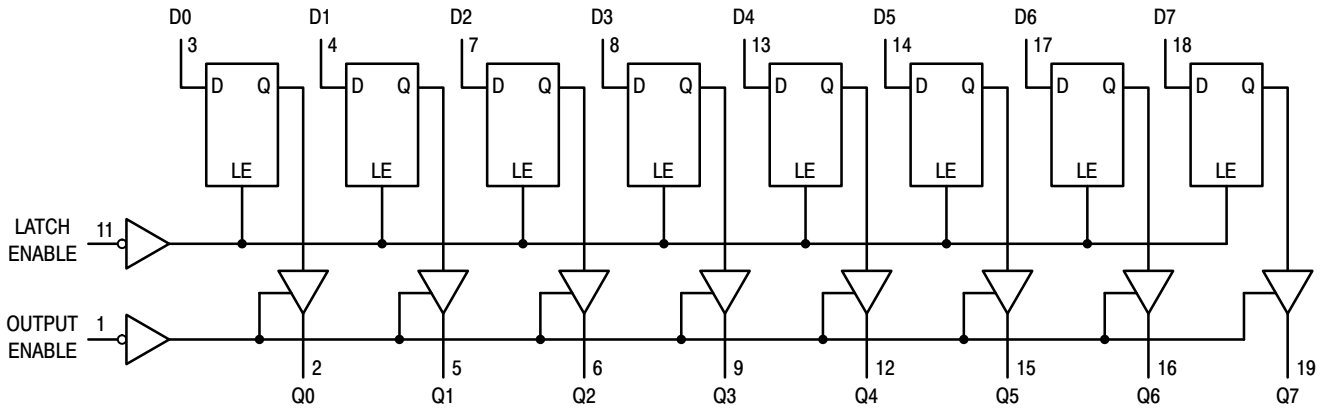 D0 D1 D2 D3 D4 D5 D6 D7
3 4 7 8 13 14 17 18
D Q D Q D Q D Q D Q D Q D Q D Q
LE LE LE LE LE LE LE LE
LATCH ENABLE 11
OUTPUT ENABLE 1
2 5 6 9 12 15 16 19
Q0 Q1 Q2 Q3 Q4 Q5 Q6 Q7